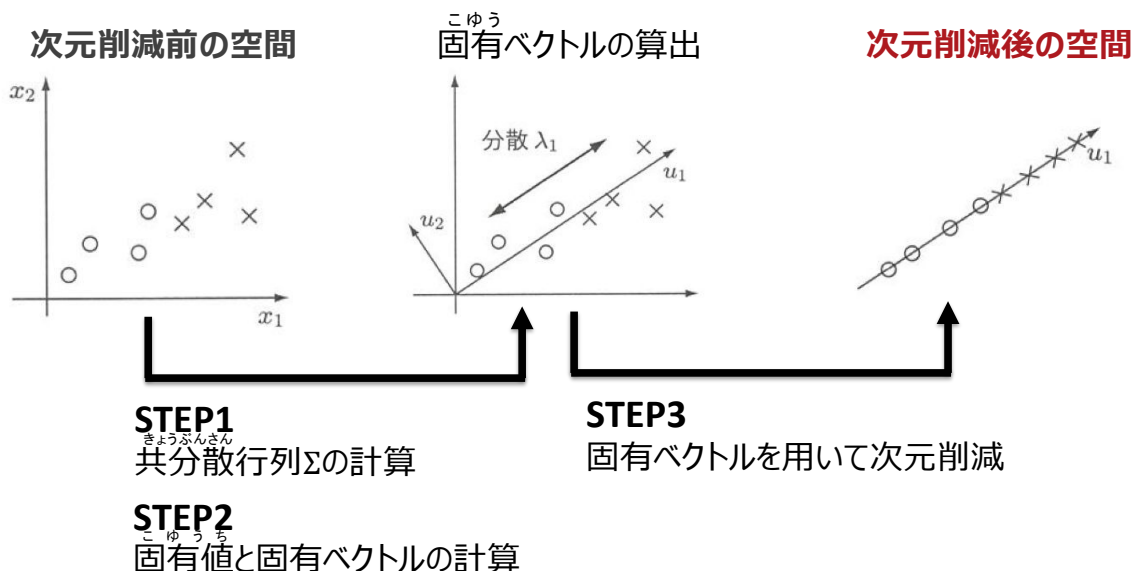 次元削減前の空間
こゆう
固有ベクトルの算出
次元削減後の空間
x₂
x₁
分散 λ₁
u₁
u₂
u₁
STEP1
きょうぶんさん
共分散行列Σの計算
STEP2
こゆうち
固有値と固有ベクトルの計算
STEP3
固有ベクトルを用いて次元削減